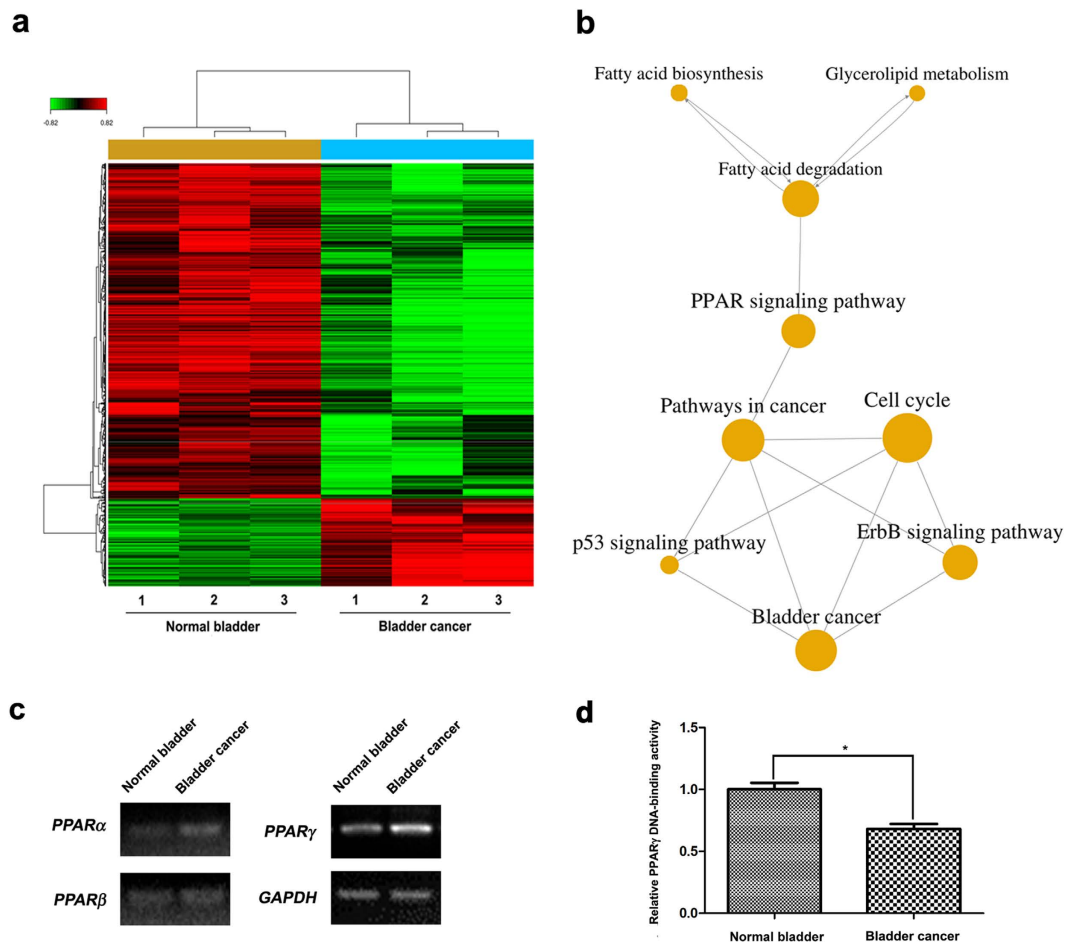 a
-0.82 0.82
1 2 3 1 2 3
Normal bladder Bladder cancer
b
Fatty acid biosynthesis
Glycerolipid metabolism
Fatty acid degradation
PPAR signaling pathway
Pathways in cancer
Cell cycle
p53 signaling pathway
ErbB signaling pathway
Bladder cancer
c
Normal bladder
Bladder cancer
PPARα
PPARβ
Normal bladder
Bladder cancer
PPARγ
GAPDH
d
Relative PPARγ DNA-binding activity
1.5
1.0
0.5
0.0
*
Normal bladder Bladder cancer